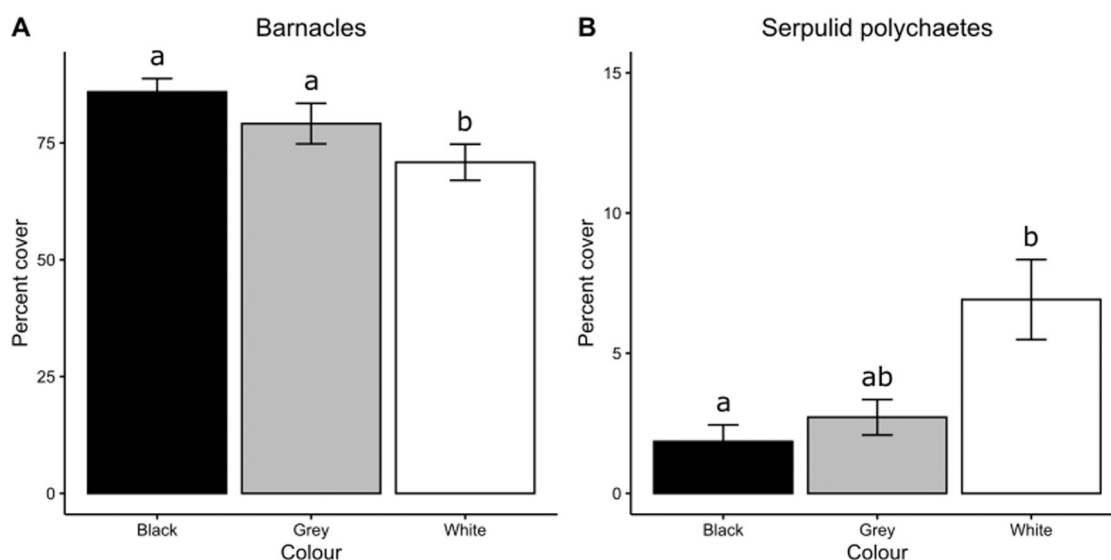 A
Barnacles
a
a
b
75
50
25
0
Percent cover
Black
Grey
White
Colour
B
Serpulid polychaetes
15
10
5
0
Percent cover
a
ab
b
Black
Grey
White
Colour